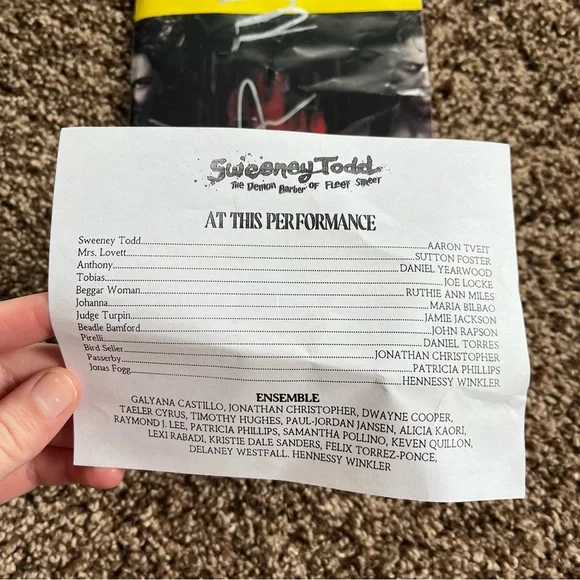 Sweeney Todd
The Demon Barber of Fleet Street
AT THIS PERFORMANCE
Sweeney Todd AARON TVEIT
Mrs. Lovett SUTTON FOSTER
Anthony DANIEL YEARWOOD
Tobias JOE LOCKE
Beggar Woman RUTHIE ANN MILES
Johanna MARIA BILBAO
Judge Turpin JAMIE JACKSON
Beadle Bamford JOHN RAPSON
Pirelli DANIEL TORRES
Bird Seller JONATHAN CHRISTOPHER
Passerby PATRICIA PHILLIPS
Jonas Fogg HENNESSY WINKLER
ENSEMBLE
GALYANA CASTILLO, JONATHAN CHRISTOPHER, DWAYNE COOPER,
TAELER CYRUS, TIMOTHY HUGHES, PAUL-JORDAN JANSEN, ALICIA KAORI,
RAYMOND J. LEE, PATRICIA PHILLIPS, SAMANTHA POLLINO, KEVEN QUILLON,
LEXI RABADI, KRISTIE DALE SANDERS, FELIX TORREZ-PONCE,
DELANEY WESTFALL. HENNESSY WINKLER